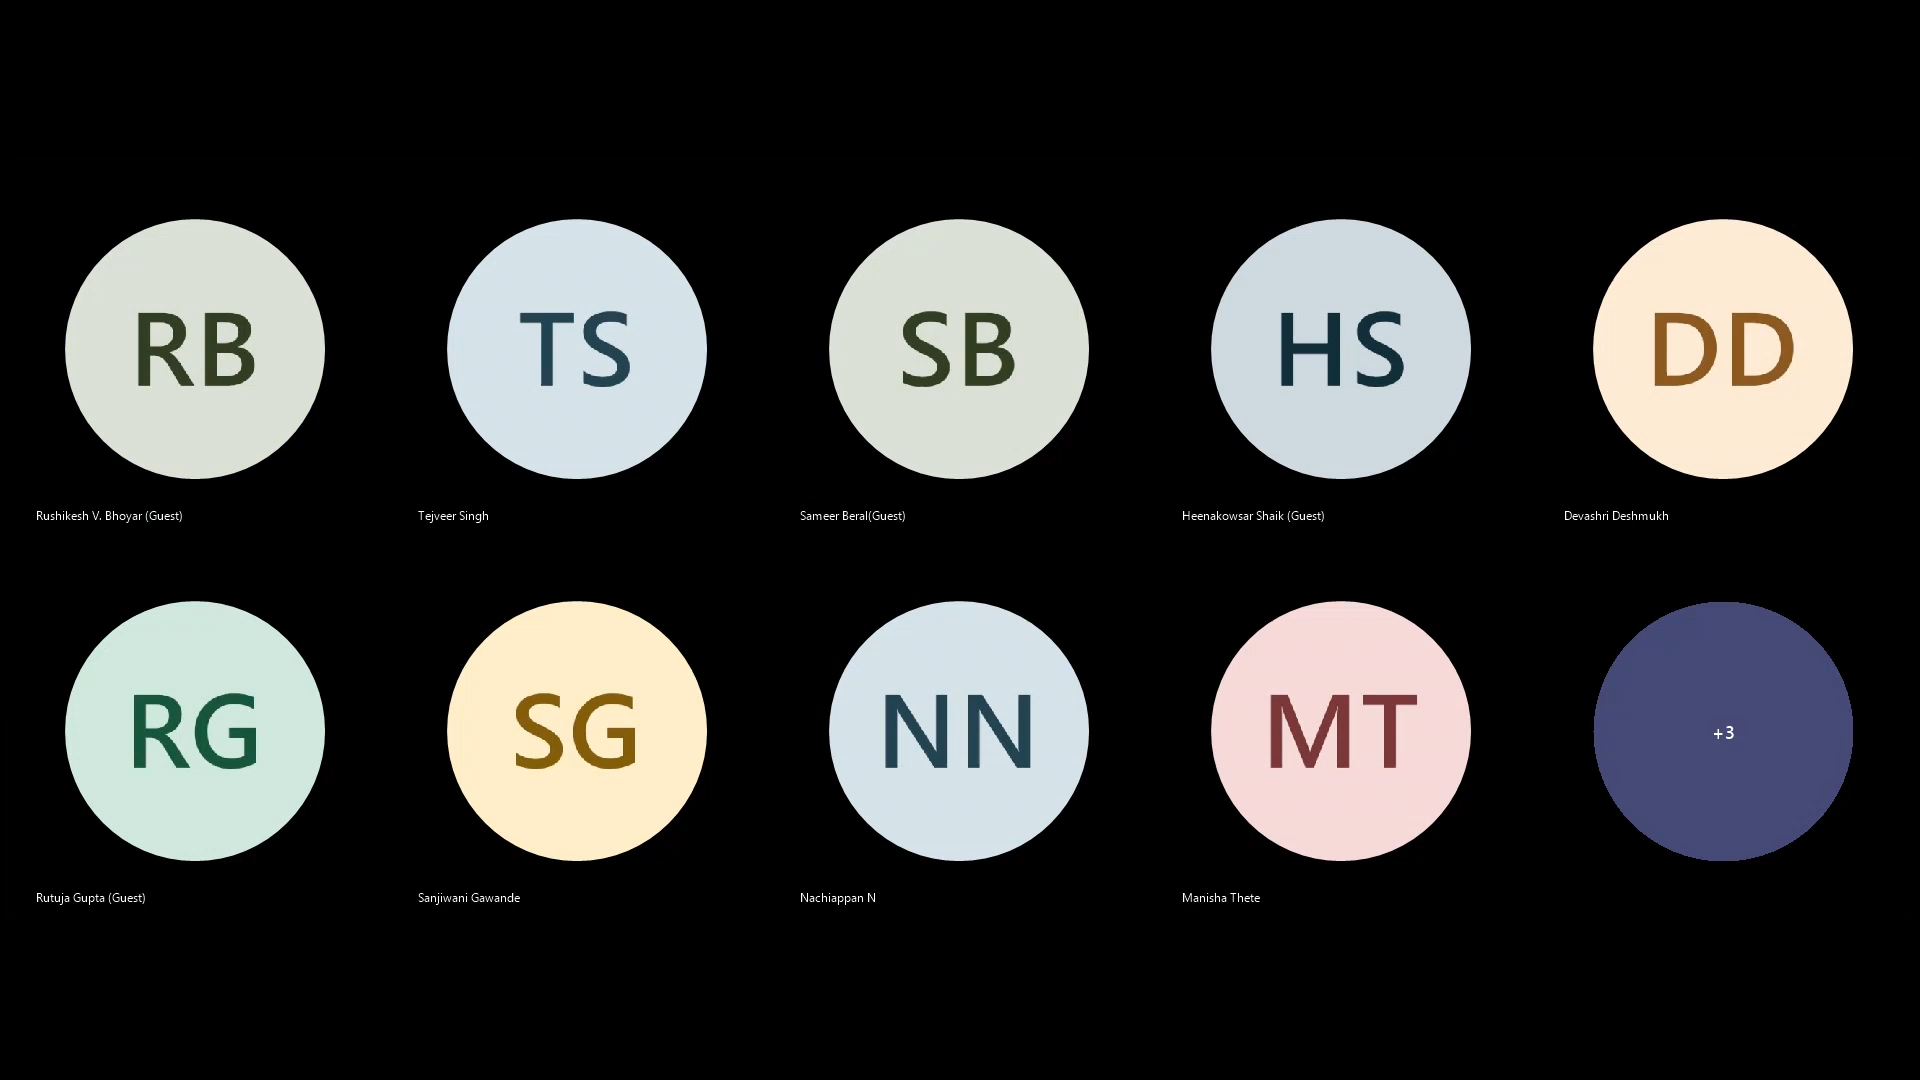 RB
TS
SB
HS
DD
Rushikesh V. Bhoyar (Guest)
Tejveer Singh
Sameer Beral(Guest)
Heenakowsar Shaik (Guest)
Devashri Deshmukh
RG
SG
NN
MT
+3
Rutuja Gupta (Guest)
Sanjiwani Gawande
Nachiappan N
Manisha Thete